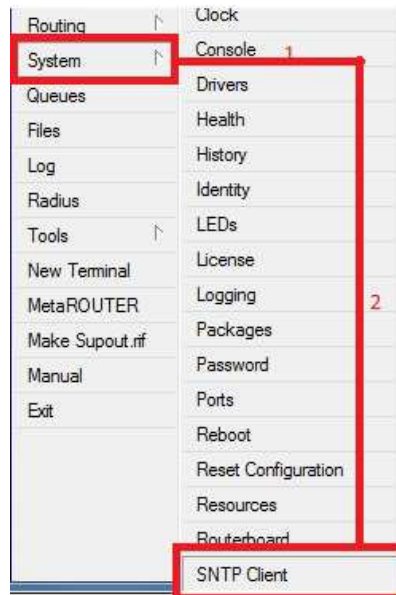 Routing
System
Queues
Files
Log
Radius
Tools
New Terminal
MetaROUTER
Make Supout.rif
Manual
Exit
Clock
Console 1
Drivers
Health
History
Identity
LEDs
License
Logging
2
Packages
Password
Ports
Reboot
Reset Configuration
Resources
Routerboard
SNTP Client